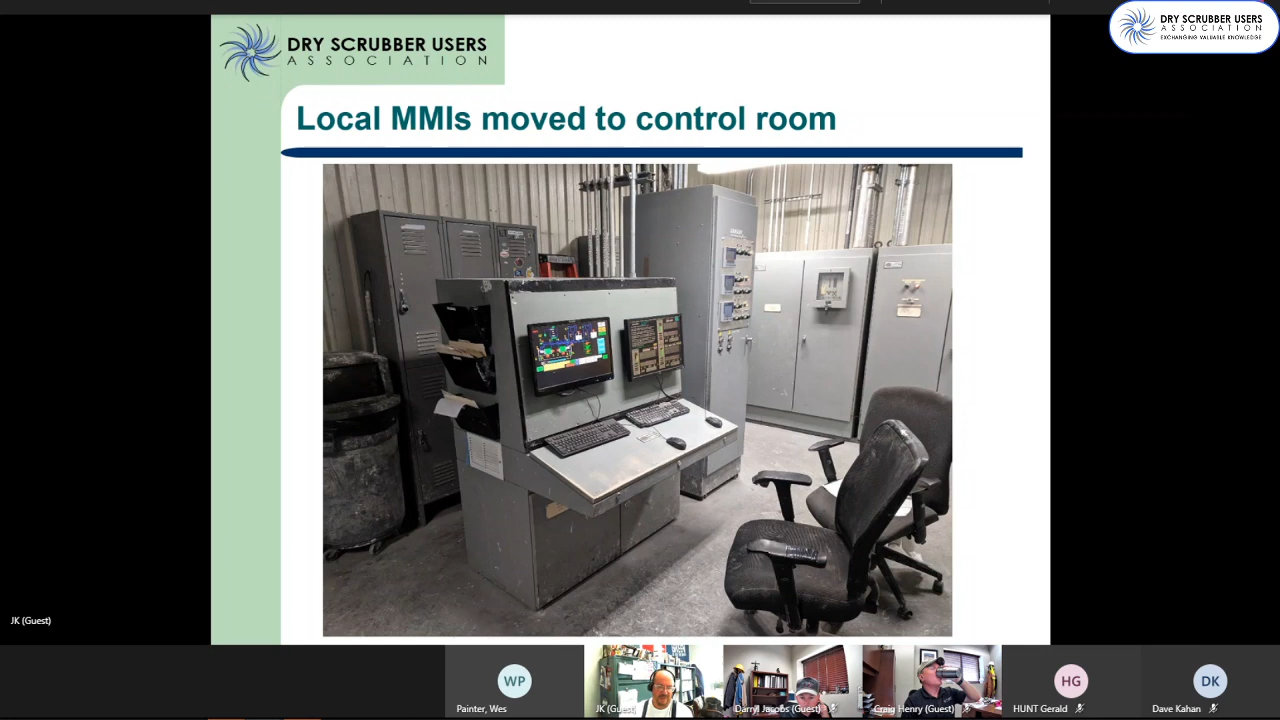 DRY SCRUBBER USERS
ASSOCIATION
DRY SCRUBBER USERS
ASSOCIATION
EXCHANGING VALUABLE KNOWLEDGE
Local MMIs moved to control room
JK (Guest)
WP
Painter, Wes
JK (Guest)
Darryl Jacobs (Guest)
Craig Henry (Guest)
HG
HUNT Gerald
DK
Dave Kahan